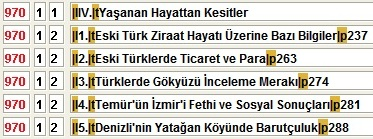 970 1 1 ‡lIV.‡tYaşanan Hayattan Kesitler
970 1 2 ‡l1.‡tEski Türk Ziraat Hayatı Üzerine Bazı Bilgiler‡p237
970 1 2 ‡l2.‡tEski Türklerde Ticaret ve Para‡p263
970 1 2 ‡l3.‡tTürklerde Gökyüzü İnceleme Merakı‡p274
970 1 2 ‡l4.‡tTemür'ün İzmir'i Fethi ve Sosyal Sonuçları‡p281
970 1 2 ‡l5.‡tDenizli'nin Yatağan Köyünde Barutçuluk‡p288